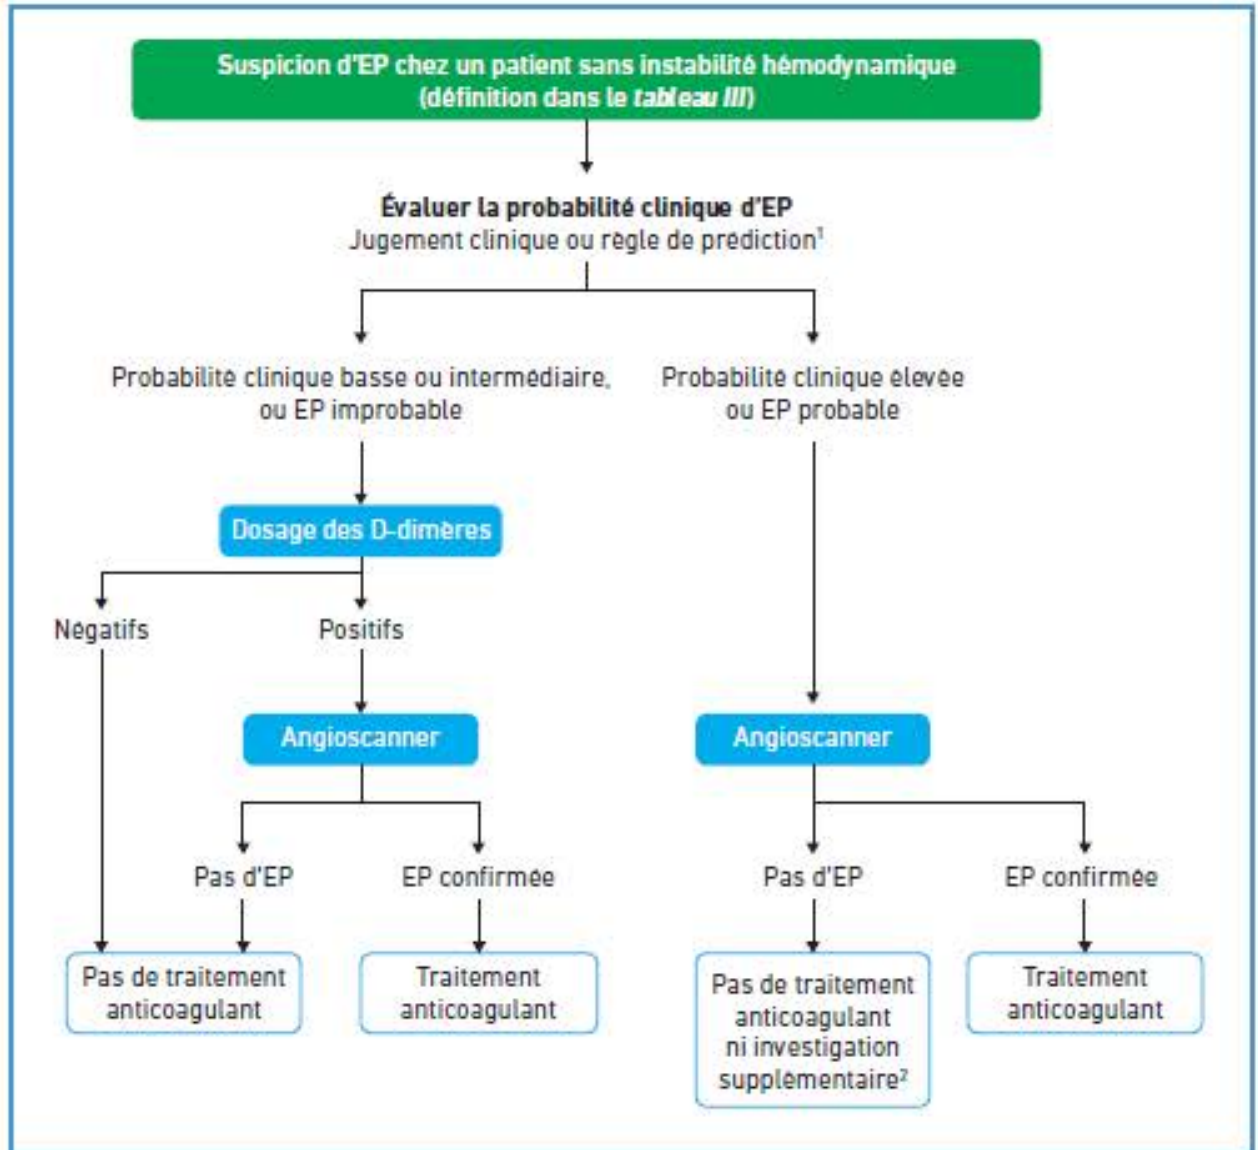 Suspicion d'EP chez un patient sans instabilité hémodynamique
(définition dans le tableau III)
Évaluer la probabilité clinique d'EP
Jugement clinique ou règle de prédiction¹
Probabilité clinique basse ou intermédiaire,
ou EP improbable
Probabilité clinique élevée
ou EP probable
Dosage des D-dimères
Négatifs
Positifs
Angioscanner
Angioscanner
Pas d'EP
EP confirmée
Pas d'EP
EP confirmée
Pas de traitement
anticoagulant
Traitement
anticoagulant
Pas de traitement
anticoagulant
ni investigation
supplémentaire²
Traitement
anticoagulant